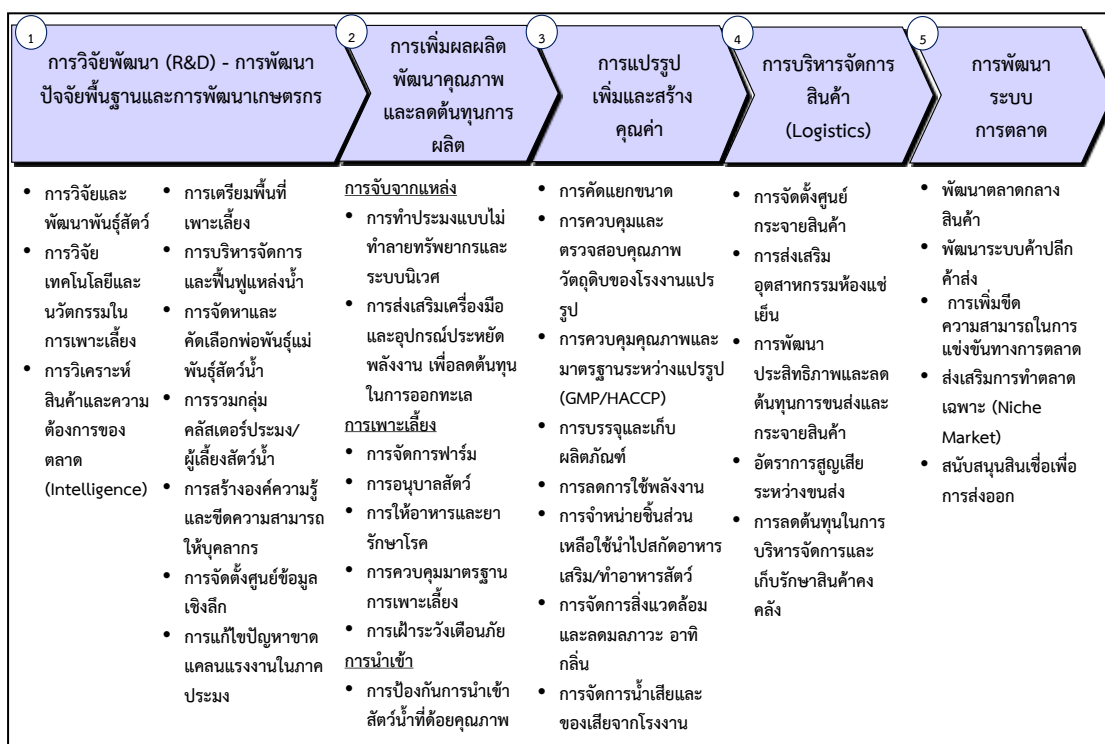 1
การวิจัยพัฒนา (R&D) - การพัฒนา
ปัจจัยพื้นฐานและการพัฒนาเกษตรกร
2
การเพิ่มผลผลิต
พัฒนาคุณภาพ
และลดต้นทุนการ
ผลิต
3
การแปรรูป
เพิ่มและสร้าง
คุณค่า
4
การบริหารจัดการ
สินค้า
(Logistics)
5
การพัฒนา
ระบบ
การตลาด
• การวิจัยและ
พัฒนาพันธุ์สัตว์
• การวิจัย
เทคโนโลยีและ
นวัตกรรมใน
การเพาะเลี้ยง
• การวิเคราะห์
สินค้าและความ
ต้องการของ
ตลาด
(Intelligence)
• การเตรียมพื้นที่
เพาะเลี้ยง
• การบริหารจัดการ
และฟื้นฟูแหล่งน้ำ
• การจัดหาและ
คัดเลือกพ่อพันธุ์แม่
พันธุ์สัตว์น้ำ
• การรวมกลุ่ม
คลัสเตอร์ประมง/
ผู้เลี้ยงสัตว์น้ำ
• การสร้างองค์ความรู้
และขีดความสามารถ
ให้บุคลากร
• การจัดตั้งศูนย์ข้อมูล
เชิงลึก
• การแก้ไขปัญหาขาด
แคลนแรงงานในภาค
ประมง
การจับจากแหล่ง
• การทำประมงแบบไม่
ทำลายทรัพยากรและ
ระบบนิเวศ
• การส่งเสริมเครื่องมือ
และอุปกรณ์ประหยัด
พลังงาน เพื่อลดต้นทุน
ในการออกทะเล
การเพาะเลี้ยง
• การจัดการฟาร์ม
• การอนุบาลสัตว์
• การให้อาหารและยา
รักษาโรค
• การควบคุมมาตรฐาน
การเพาะเลี้ยง
• การเฝ้าระวังเตือนภัย
การนำเข้า
• การป้องกันการนำเข้า
สัตว์น้ำที่ด้อยคุณภาพ
• การคัดแยกขนาด
• การควบคุมและ
ตรวจสอบคุณภาพ
วัตถุดิบของโรงงานแปร
รูป
• การควบคุมคุณภาพและ
มาตรฐานระหว่างแปรรูป
(GMP/HACCP)
• การบรรจุและเก็บ
ผลิตภัณฑ์
• การลดการใช้พลังงาน
• การจำหน่ายชิ้นส่วน
เหลือใช้นำไปสกัดอาหาร
เสริม/ทำอาหารสัตว์
• การจัดการสิ่งแวดล้อม
และลดมลภาวะ อาทิ
กลิ่น
• การจัดการน้ำเสียและ
ของเสียจากโรงงาน
• การจัดตั้งศูนย์
กระจายสินค้า
• การส่งเสริม
อุตสาหกรรมห้องแช่
เย็น
• การพัฒนา
ประสิทธิภาพและลด
ต้นทุนการขนส่งและ
กระจายสินค้า
• อัตราการสูญเสีย
ระหว่างขนส่ง
• การลดต้นทุนในการ
บริหารจัดการและ
เก็บรักษาสินค้าคง
คลัง
• พัฒนาตลาดกลาง
สินค้า
• พัฒนาระบบค้าปลีก
ค้าส่ง
• การเพิ่มขีด
ความสามารถในการ
แข่งขันทางการตลาด
• ส่งเสริมการทำตลาด
เฉพาะ (Niche
Market)
• สนับสนุนสินเชื่อเพื่อ
การส่งออก